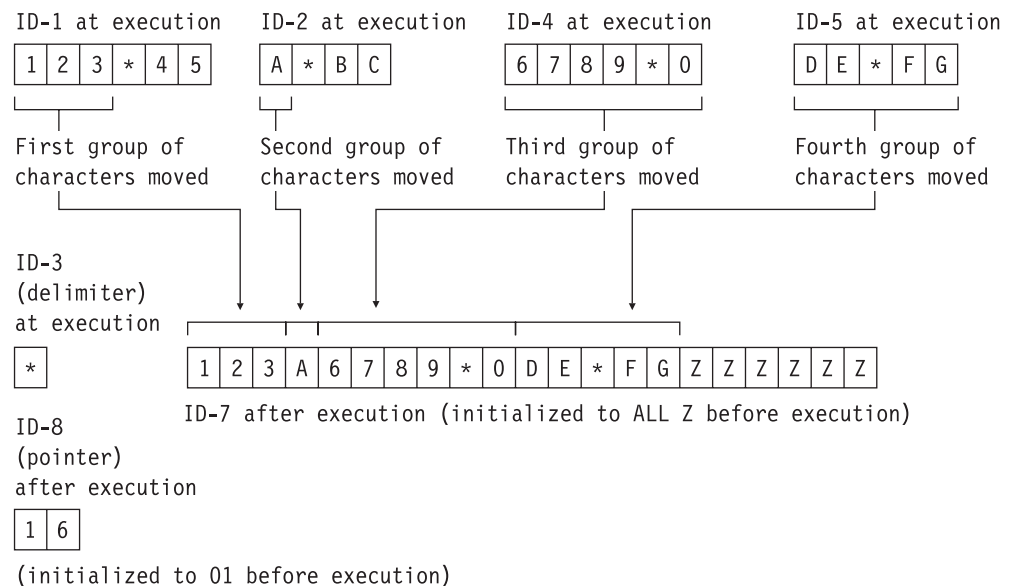 ID-1 at execution ID-2 at execution ID-4 at execution ID-5 at execution
1 2 3 * 4 5 A * B C 6 7 8 9 * 0 D E * F G
First group of Second group of Third group of Fourth group of
characters moved characters moved characters moved characters moved
ID-3
(delimiter)
at execution
* 1 2 3 A 6 7 8 9 * 0 D E * F G Z Z Z Z Z Z
ID-7 after execution (initialized to ALL Z before execution)
ID-8
(pointer)
after execution
1 6
(initialized to 01 before execution)